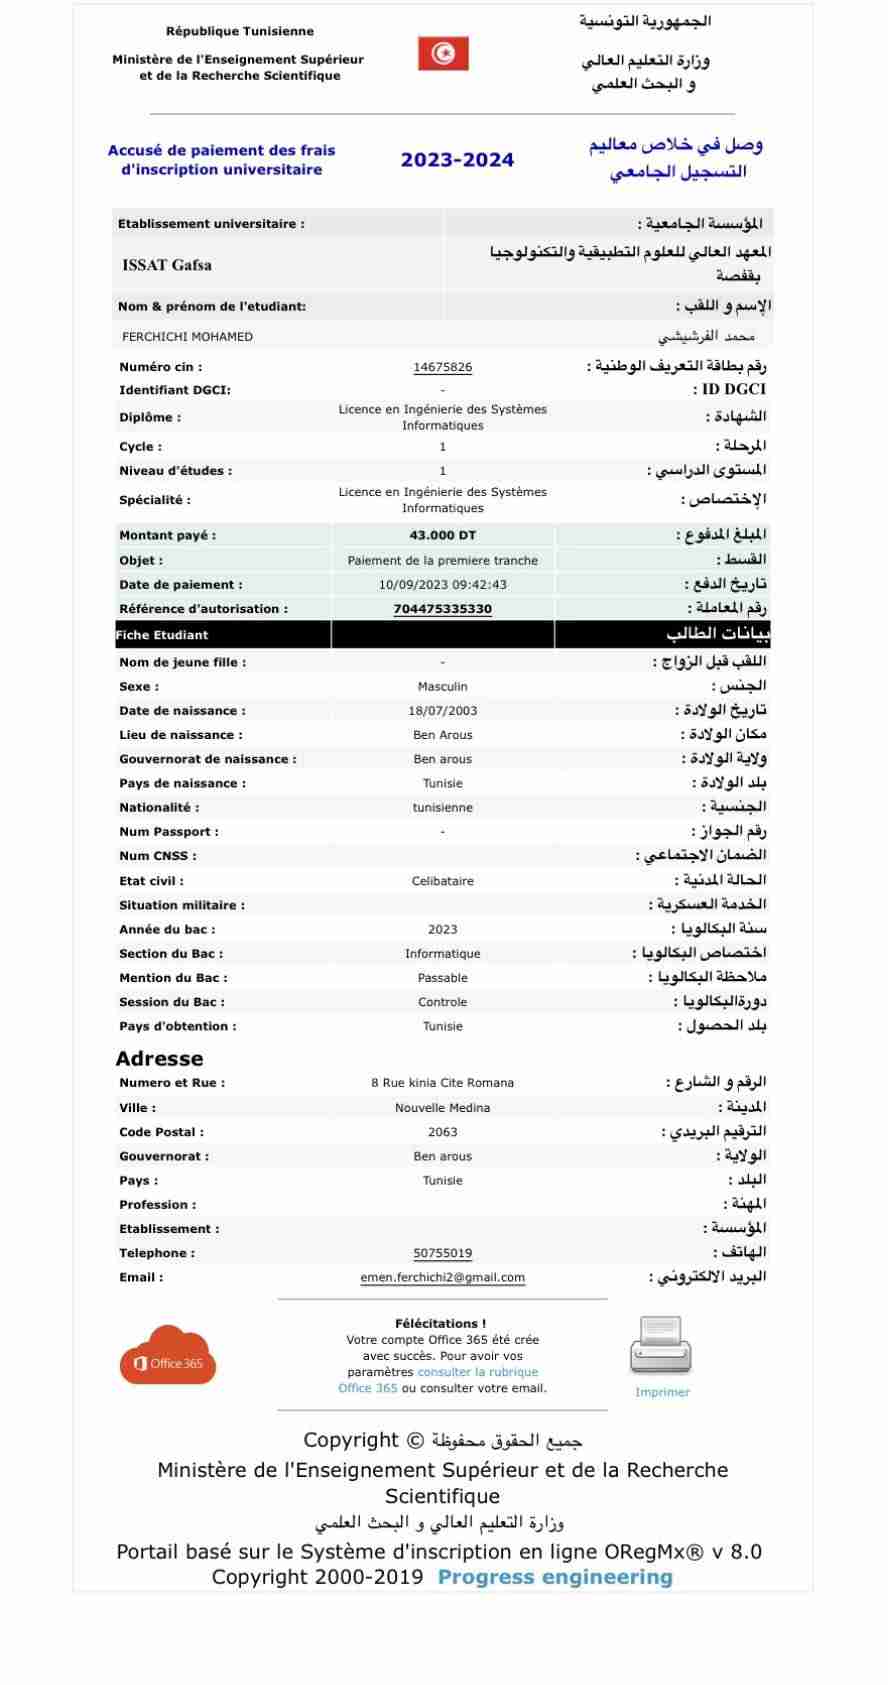 République Tunisienne
Ministère de l'Enseignement Supérieur
et de la Recherche Scientifique
الجمهورية التونسية
وزارة التعليم العالي
و البحث العلمي
Accusé de paiement des frais
d'inscription universitaire
2023-2024
وصل في خلاص معاليم
التسجيل الجامعي
Etablissement universitaire : المؤسسة الجامعية :
ISSAT Gafsa المعهد العالي للعلوم التطبيقية والتكنولوجيا
بقفصة
Nom & prénom de l'etudiant: الإسم و اللقب :
FERCHICHI MOHAMED محمد الفرشيشي
Numéro cin : 14675826 رقم بطاقة التعريف الوطنية :
Identifiant DGCI: - ID DGCI :
Diplôme : Licence en Ingénierie des Systèmes
Informatiques الشهادة :
Cycle : 1 المرحلة :
Niveau d'études : 1 المستوى الدراسي :
Spécialité : Licence en Ingénierie des Systèmes
Informatiques الإختصاص :
Montant payé : 43.000 DT المبلغ المدفوع :
Objet : Paiement de la premiere tranche القسط :
Date de paiement : 10/09/2023 09:42:43 تاريخ الدفع :
Référence d'autorisation : 704475335330 رقم المعاملة :
Fiche Etudiant بيانات الطالب
Nom de jeune fille : - اللقب قبل الزواج :
Sexe : Masculin الجنس :
Date de naissance : 18/07/2003 تاريخ الولادة :
Lieu de naissance : Ben Arous مكان الولادة :
Gouvernorat de naissance : Ben arous ولاية الولادة :
Pays de naissance : Tunisie بلد الولادة :
Nationalité : tunisienne الجنسية :
Num Passport : - رقم الجواز :
Num CNSS : الضمان الاجتماعي :
Etat civil : Celibataire الحالة المدنية :
Situation militaire : الخدمة العسكرية :
Année du bac : 2023 سنة البكالويا :
Section du Bac : Informatique اختصاص البكالويا :
Mention du Bac : Passable ملاحظة البكالويا :
Session du Bac : Controle دورةالبكالويا :
Pays d'obtention : Tunisie بلد الحصول :
Adresse
Numero et Rue : 8 Rue kinia Cite Romana الرقم و الشارع :
Ville : Nouvelle Medina المدينة :
Code Postal : 2063 الترقيم البريدي :
Gouvernorat : Ben arous الولاية :
Pays : Tunisie البلد :
Profession : المهنة :
Etablissement : المؤسسة :
Telephone : 50755019 الهاتف :
Email : emen.ferchichi2@gmail.com البريد الالكتروني :
Office 365
Félécitations !
Votre compte Office 365 été crée
avec succès. Pour avoir vos
paramètres consulter la rubrique
Office 365 ou consulter votre email.
Imprimer
Copyright © جميع الحقوق محفوظة
Ministère de l'Enseignement Supérieur et de la Recherche
Scientifique
وزارة التعليم العالي و البحث العلمي
Portail basé sur le Système d'inscription en ligne ORegMx® v 8.0
Copyright 2000-2019 Progress engineering